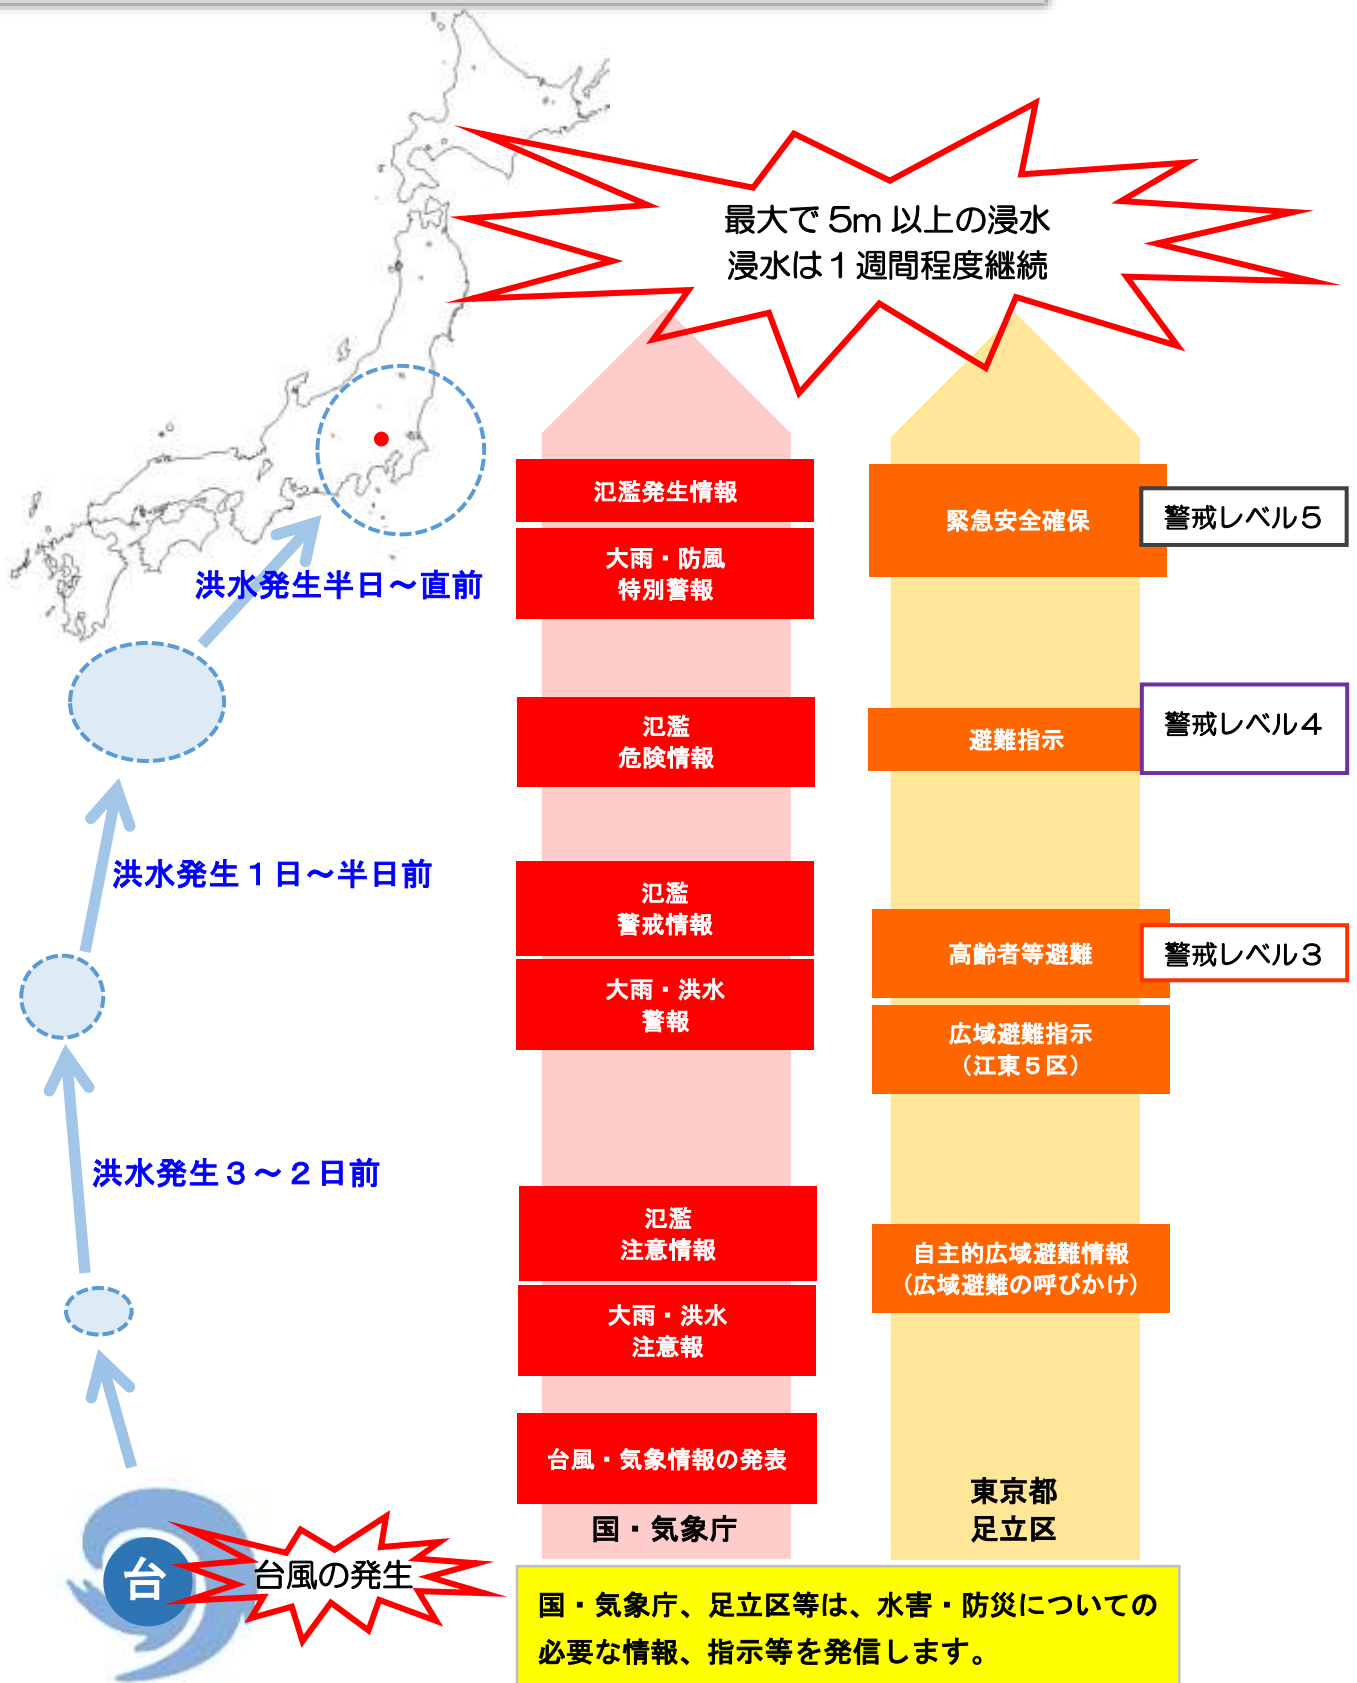 最大で5m以上の浸水
浸水は1週間程度継続
氾濫発生情報
大雨・防風
特別警報
緊急安全確保
警戒レベル5
洪水発生半日~直前
氾濫
危険情報
避難指示
警戒レベル4
洪水発生1日~半日前
氾濫
警戒情報
大雨・洪水
警報
高齢者等避難
警戒レベル3
広域避難指示
(江東5区)
洪水発生3~2日前
氾濫
注意情報
大雨・洪水
注意報
自主的広域避難情報
(広域避難の呼びかけ)
台風・気象情報の発表
国・気象庁
東京都
足立区
台
台風の発生
国・気象庁、足立区等は、水害・防災についての
必要な情報、指示等を発信します。